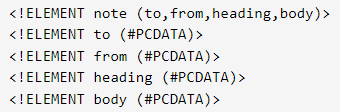 <!ELEMENT note (to,from,heading,body)>
<!ELEMENT to (#PCDATA)>
<!ELEMENT from (#PCDATA)>
<!ELEMENT heading (#PCDATA)>
<!ELEMENT body (#PCDATA)>